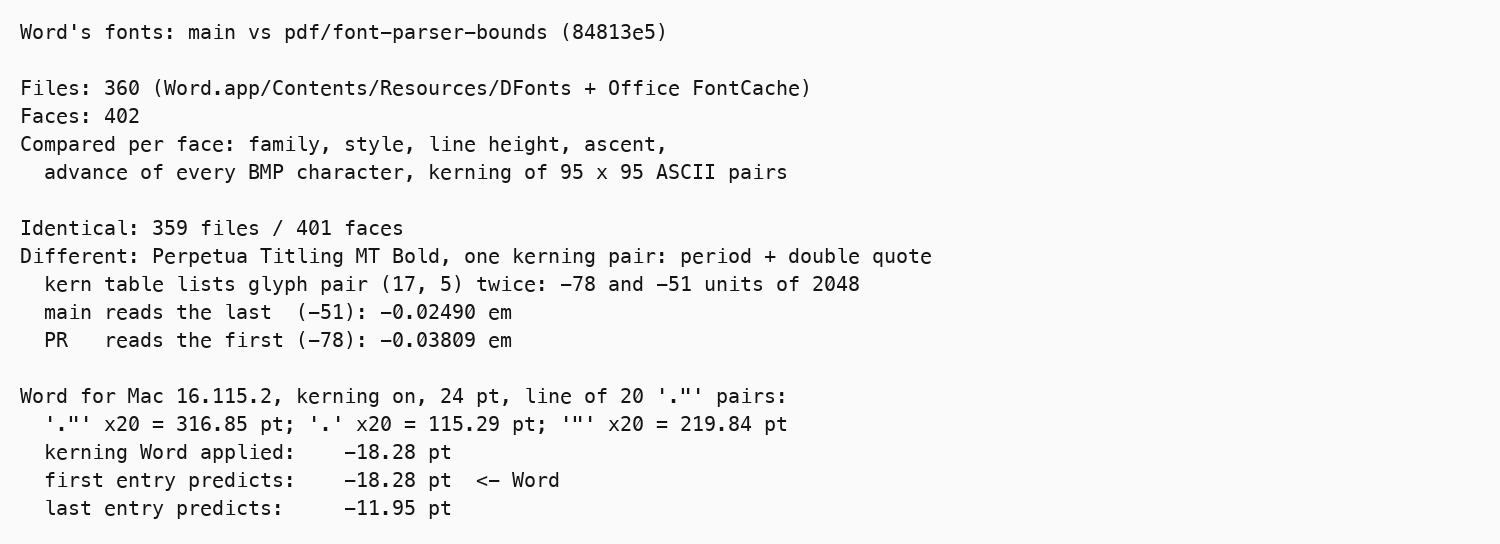 Word's fonts: main vs pdf/font-parser-bounds (84813e5)
Files: 360 (Word.app/Contents/Resources/DFonts + Office FontCache)
Faces: 402
Compared per face: family, style, line height, ascent,
advance of every BMP character, kerning of 95 x 95 ASCII pairs
Identical: 359 files / 401 faces
Different: Perpetua Titling MT Bold, one kerning pair: period + double quote
kern table lists glyph pair (17, 5) twice: −78 and −51 units of 2048
main reads the last  (−51): −0.02490 em
PR   reads the first (−78): −0.03809 em
Word for Mac 16.115.2, kerning on, 24 pt, line of 20 '."' pairs:
'."' x20 = 316.85 pt; '.' x20 = 115.29 pt; '"' x20 = 219.84 pt
kerning Word applied:    −18.28 pt
first entry predicts:    −18.28 pt  <− Word
last entry predicts:     −11.95 pt